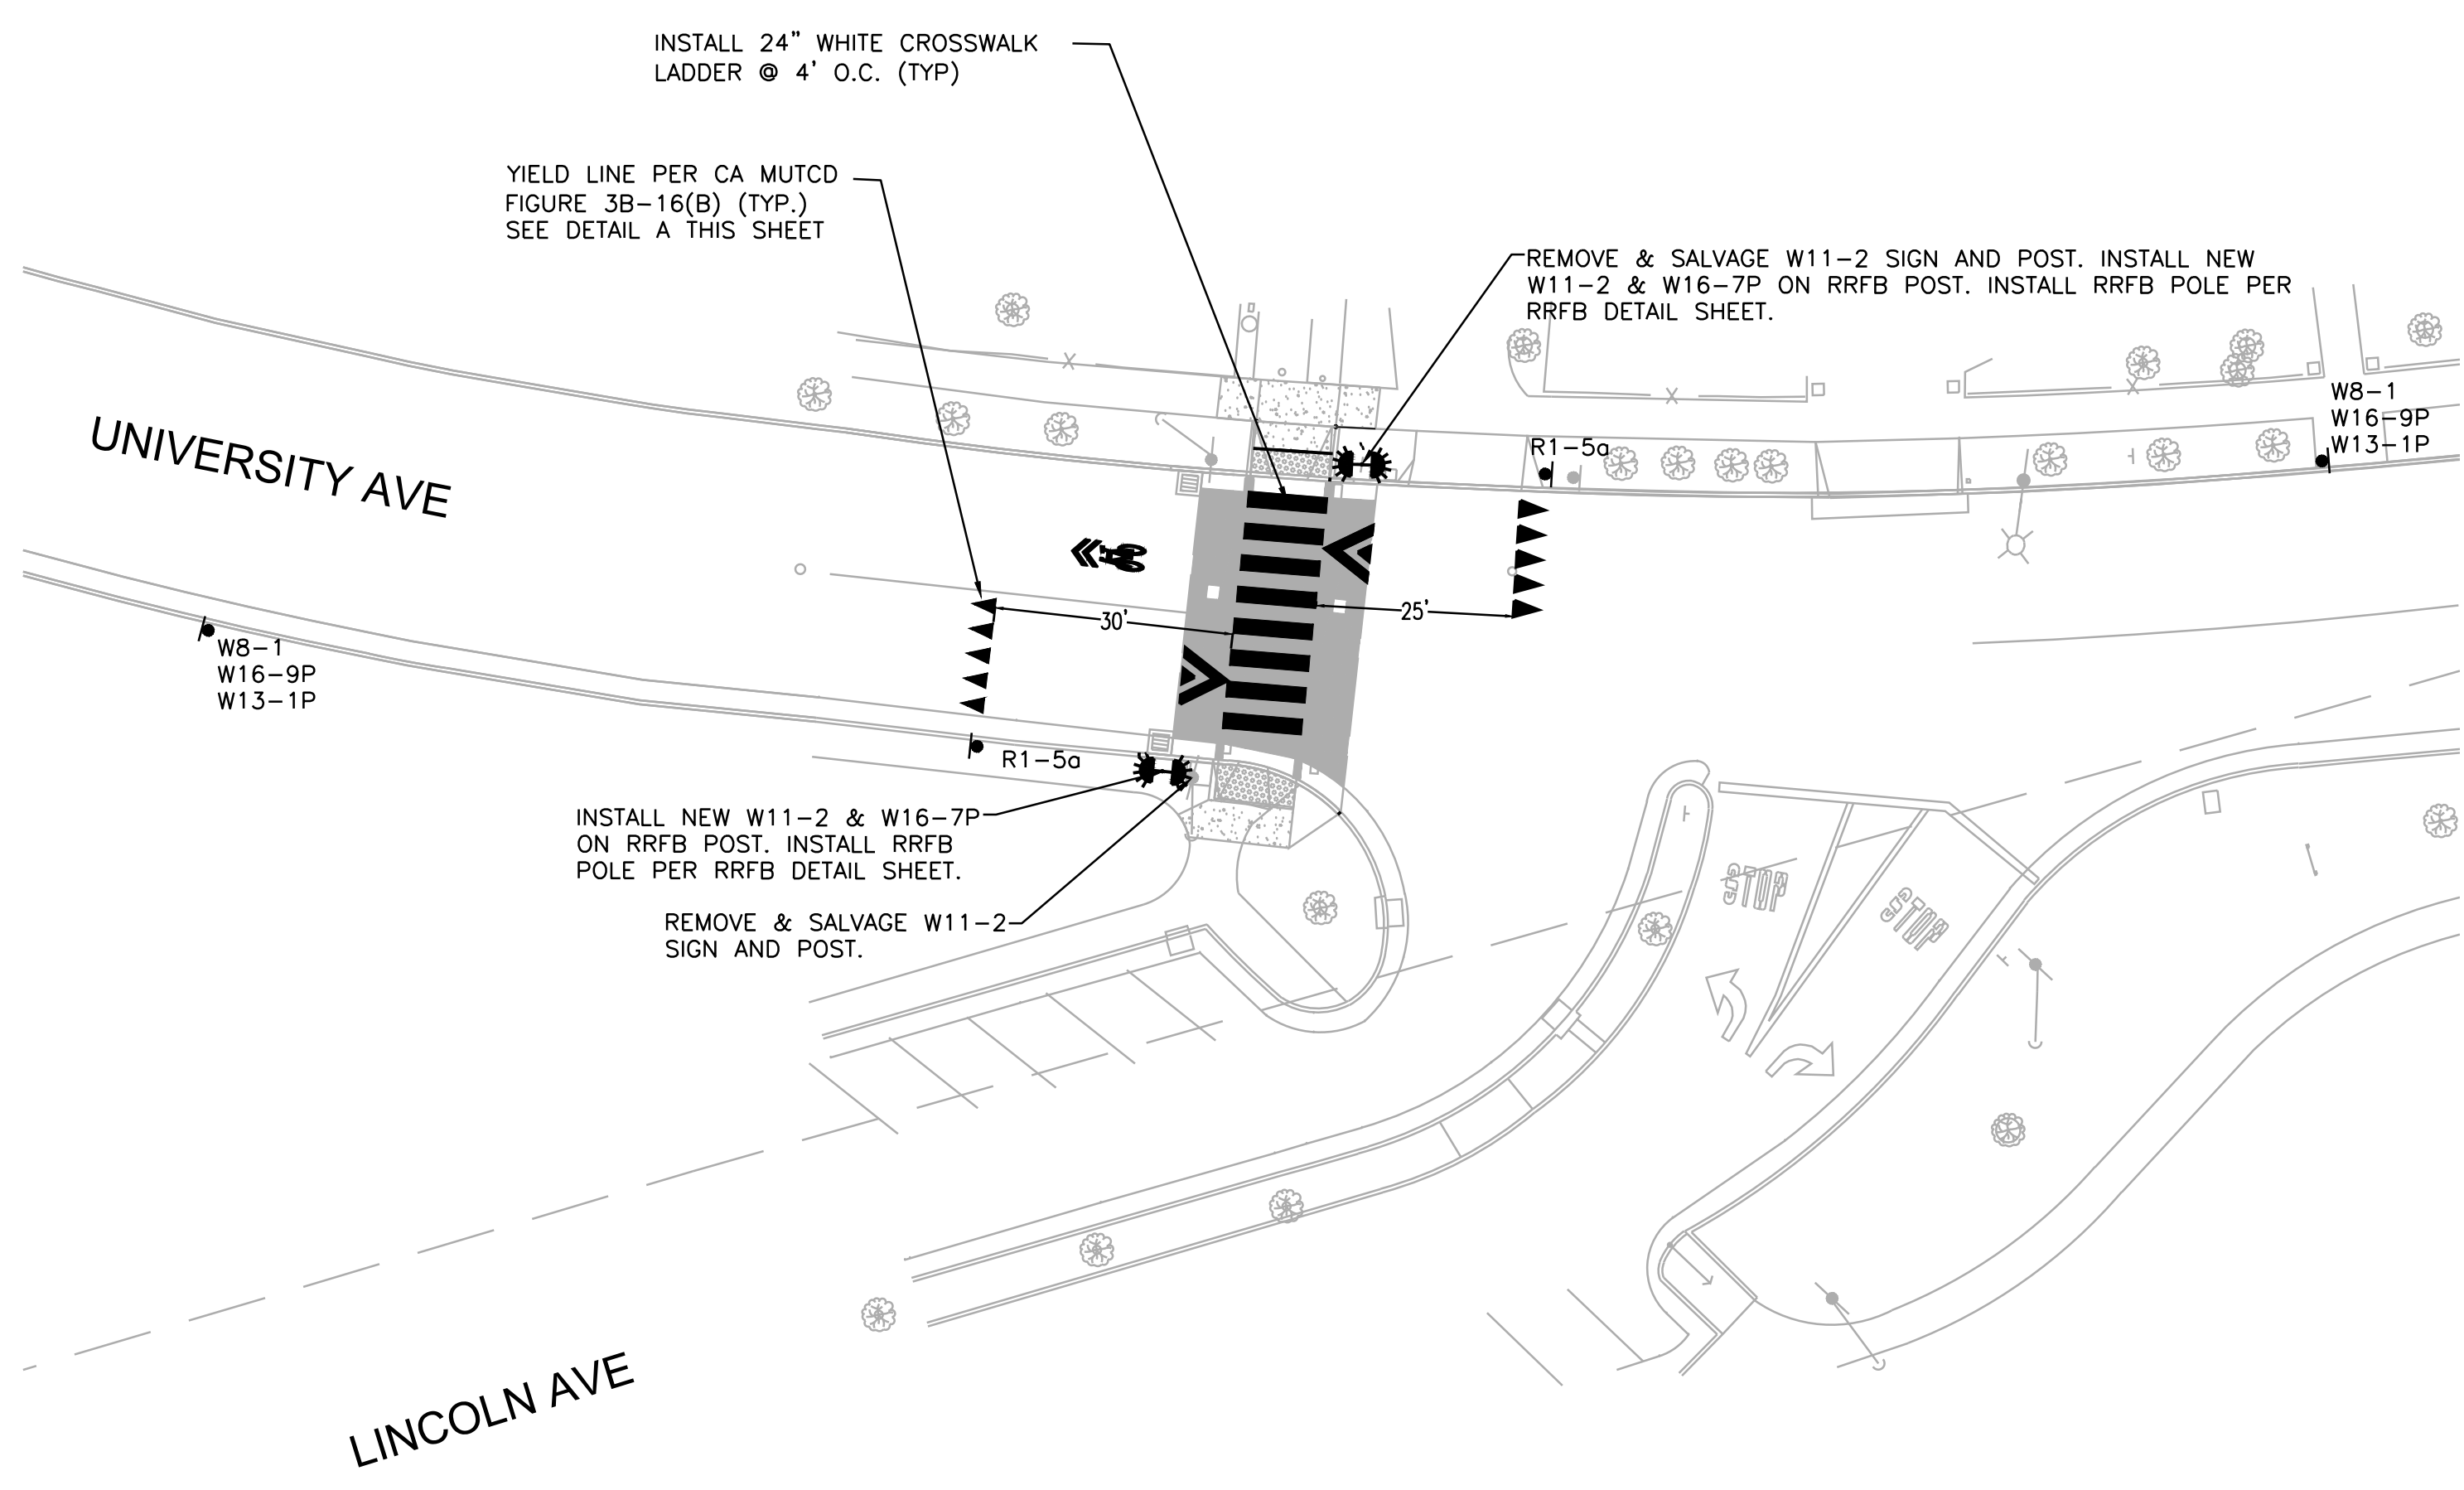 INSTALL 24" WHITE CROSSWALK
LADDER @ 4' O.C. (TYP)
YIELD LINE PER CA MUTCD
FIGURE 3B-16(B) (TYP.)
SEE DETAIL A THIS SHEET
REMOVE & SALVAGE W11-2 SIGN AND POST. INSTALL NEW
W11-2 & W16-7P ON RRFB POST. INSTALL RRFB POLE PER
RRFB DETAIL SHEET.
W8-1
W16-9P
W13-1P
UNIVERSITY AVE
R1-5a
30'
25'
W8-1
W16-9P
W13-1P
R1-5a
INSTALL NEW W11-2 & W16-7P
ON RRFB POST. INSTALL RRFB
POLE PER RRFB DETAIL SHEET.
REMOVE & SALVAGE W11-2
SIGN AND POST.
STOP
STOP
LINCOLN AVE